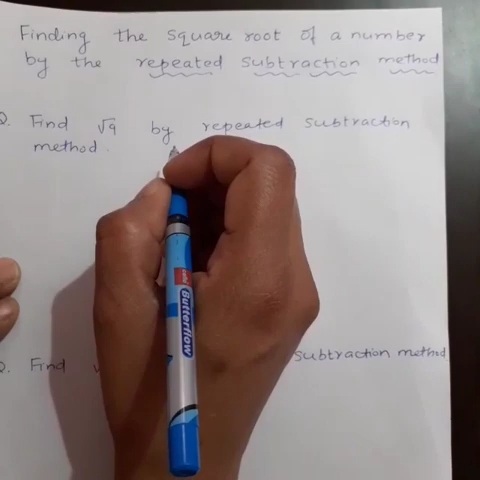 Finding the square root of a number
by the repeated subtraction method
Q. Find √9 by repeated subtraction
method.
Q. Find subtraction method
cello Butterflow